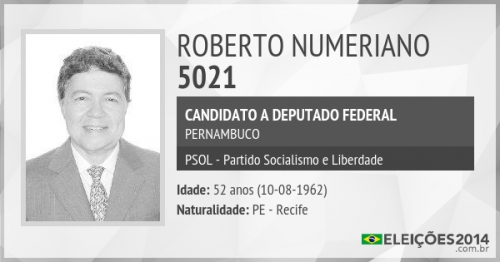 ROBERTO NUMERIANO
5021
CANDIDATO A DEPUTADO FEDERAL
PERNAMBUCO
PSOL - Partido Socialismo e Liberdade
Idade: 52 anos (10-08-1962)
Naturalidade: PE - Recife
ELEIÇÕES2014
.com.br